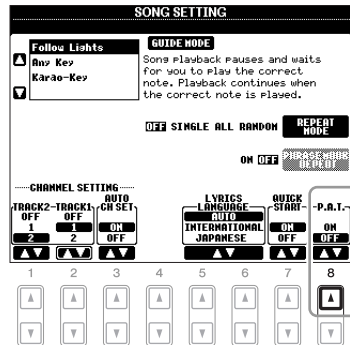 SONG SETTING
Follow Lights
Any Key
Karao-Key
GUIDE MODE
Song playback pauses and waits
for you to play the correct
note. Playback continues when
the correct note is played.
OFF SINGLE ALL RANDOM REPEAT MODE
ON OFF PHRASE MARK REPEAT
CHANNEL SETTING
TRACK2 TRACK1 AUTO CH SET
OFF OFF
1 1 ON
2 2 OFF
LYRICS LANGUAGE
AUTO
INTERNATIONAL
JAPANESE
QUICK START
ON
OFF
P.A.T.
ON
OFF
1 2 3 4 5 6 7 8